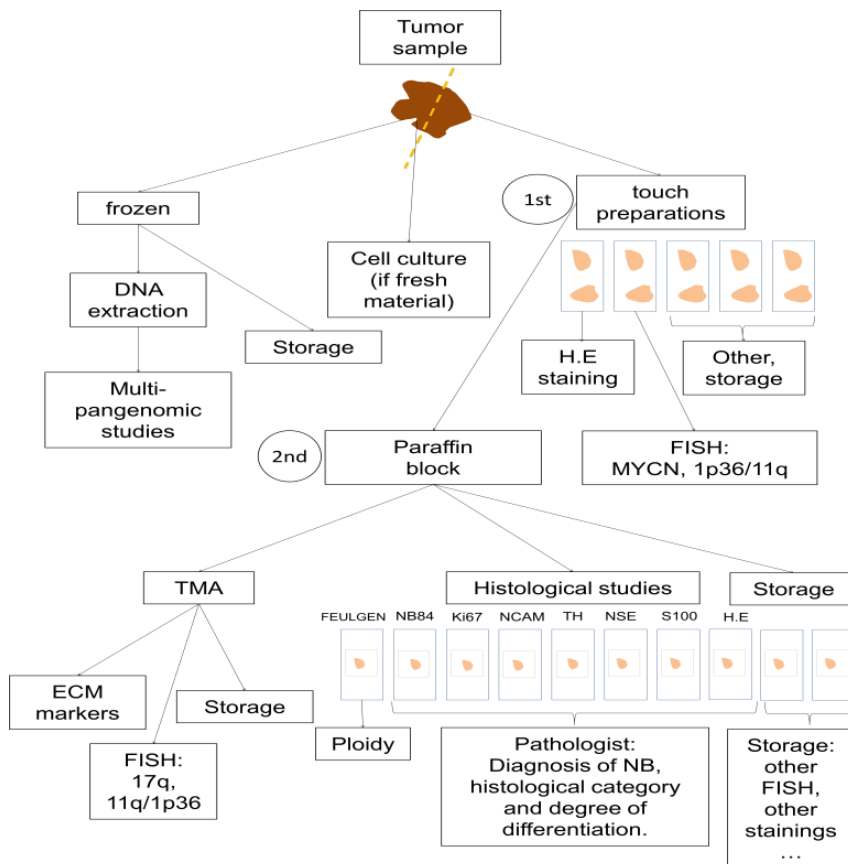 Tumor
sample
frozen
1st
touch
preparations
Cell culture
(if fresh
material)
DNA
extraction
Storage
H.E
staining
Other,
storage
Multi-
pangenomic
studies
2nd
Paraffin
block
FISH:
MYCN, 1p36/11q
TMA
Histological studies
Storage
FEULGEN NB84 Ki67 NCAM TH NSE S100 H.E
ECM
markers
Storage
FISH:
17q,
11q/1p36
Ploidy
Pathologist:
Diagnosis of NB,
histological category
and degree of
differentiation.
Storage:
other
FISH,
other
stainings
...